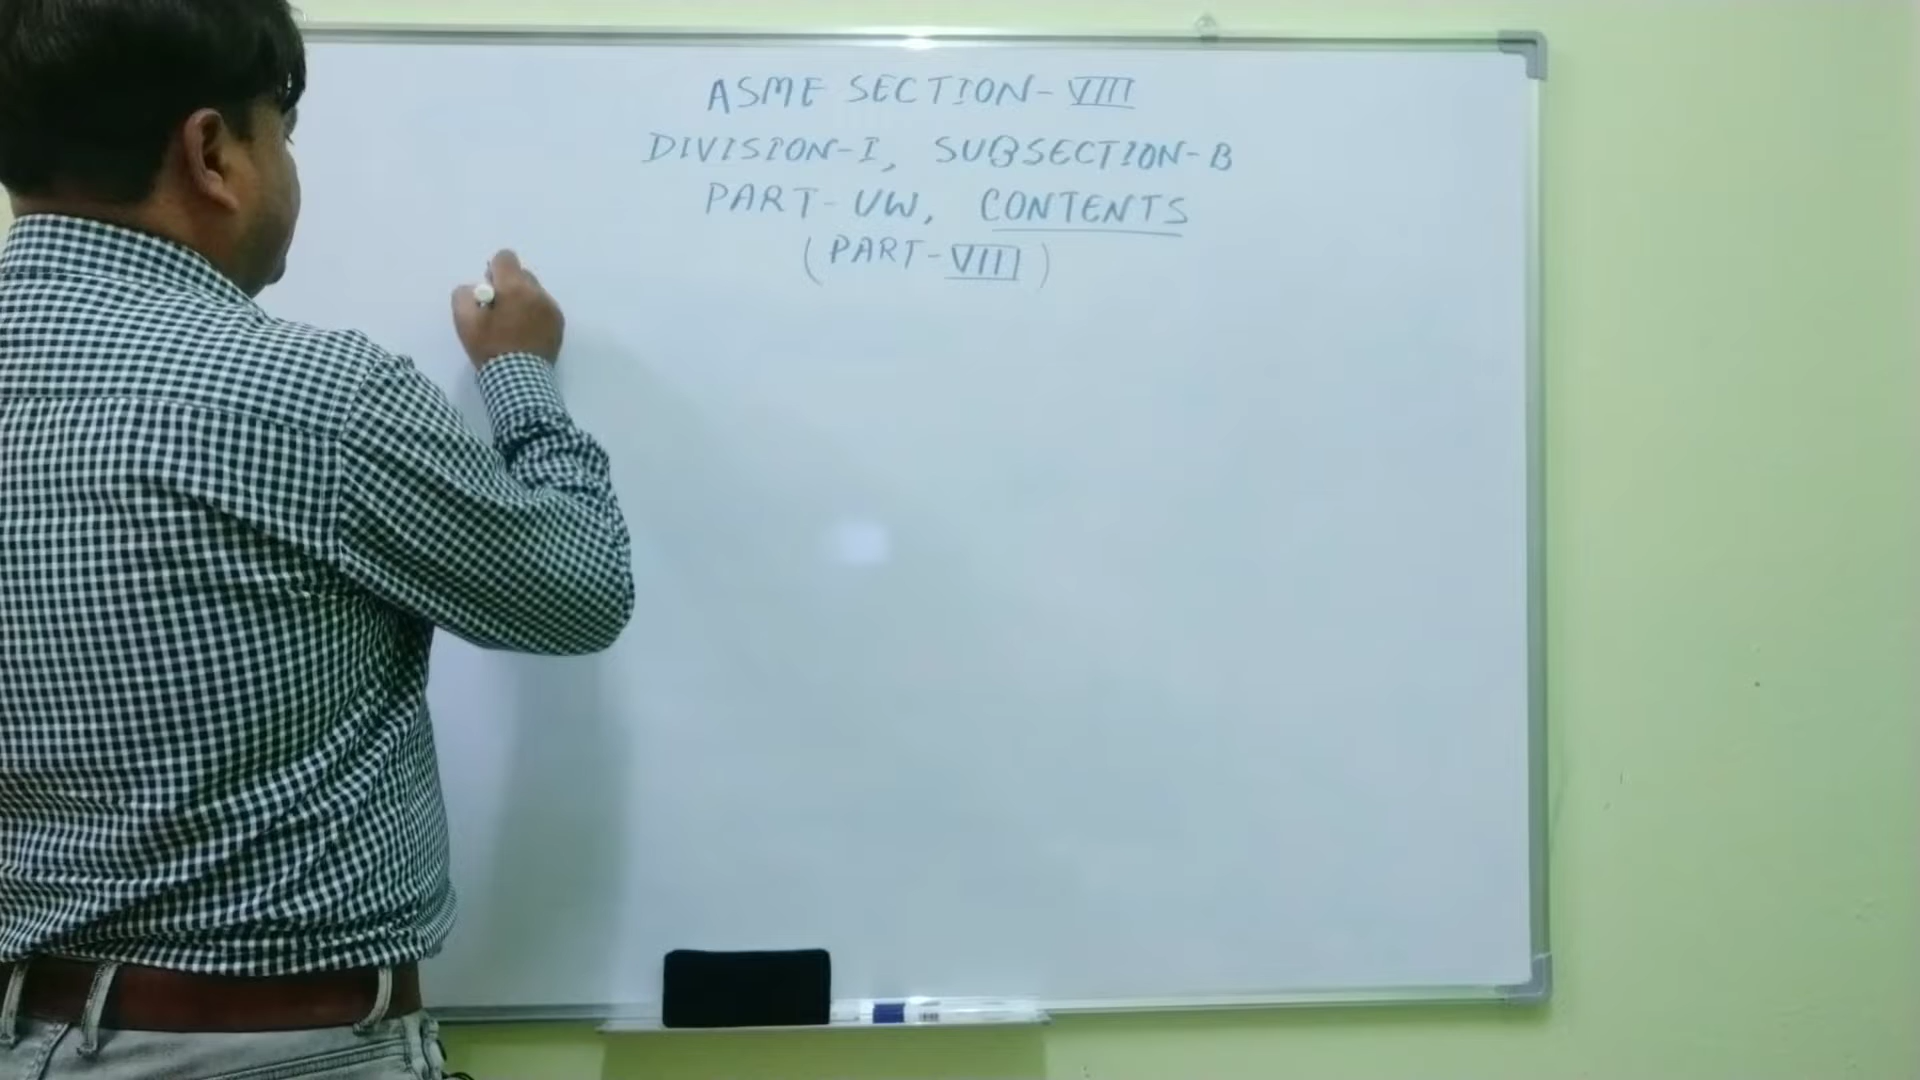 ASME SECTION-VIII
DIVISION-I, SUBSECTION-B
PART-UW, CONTENTS
(PART-VIII)